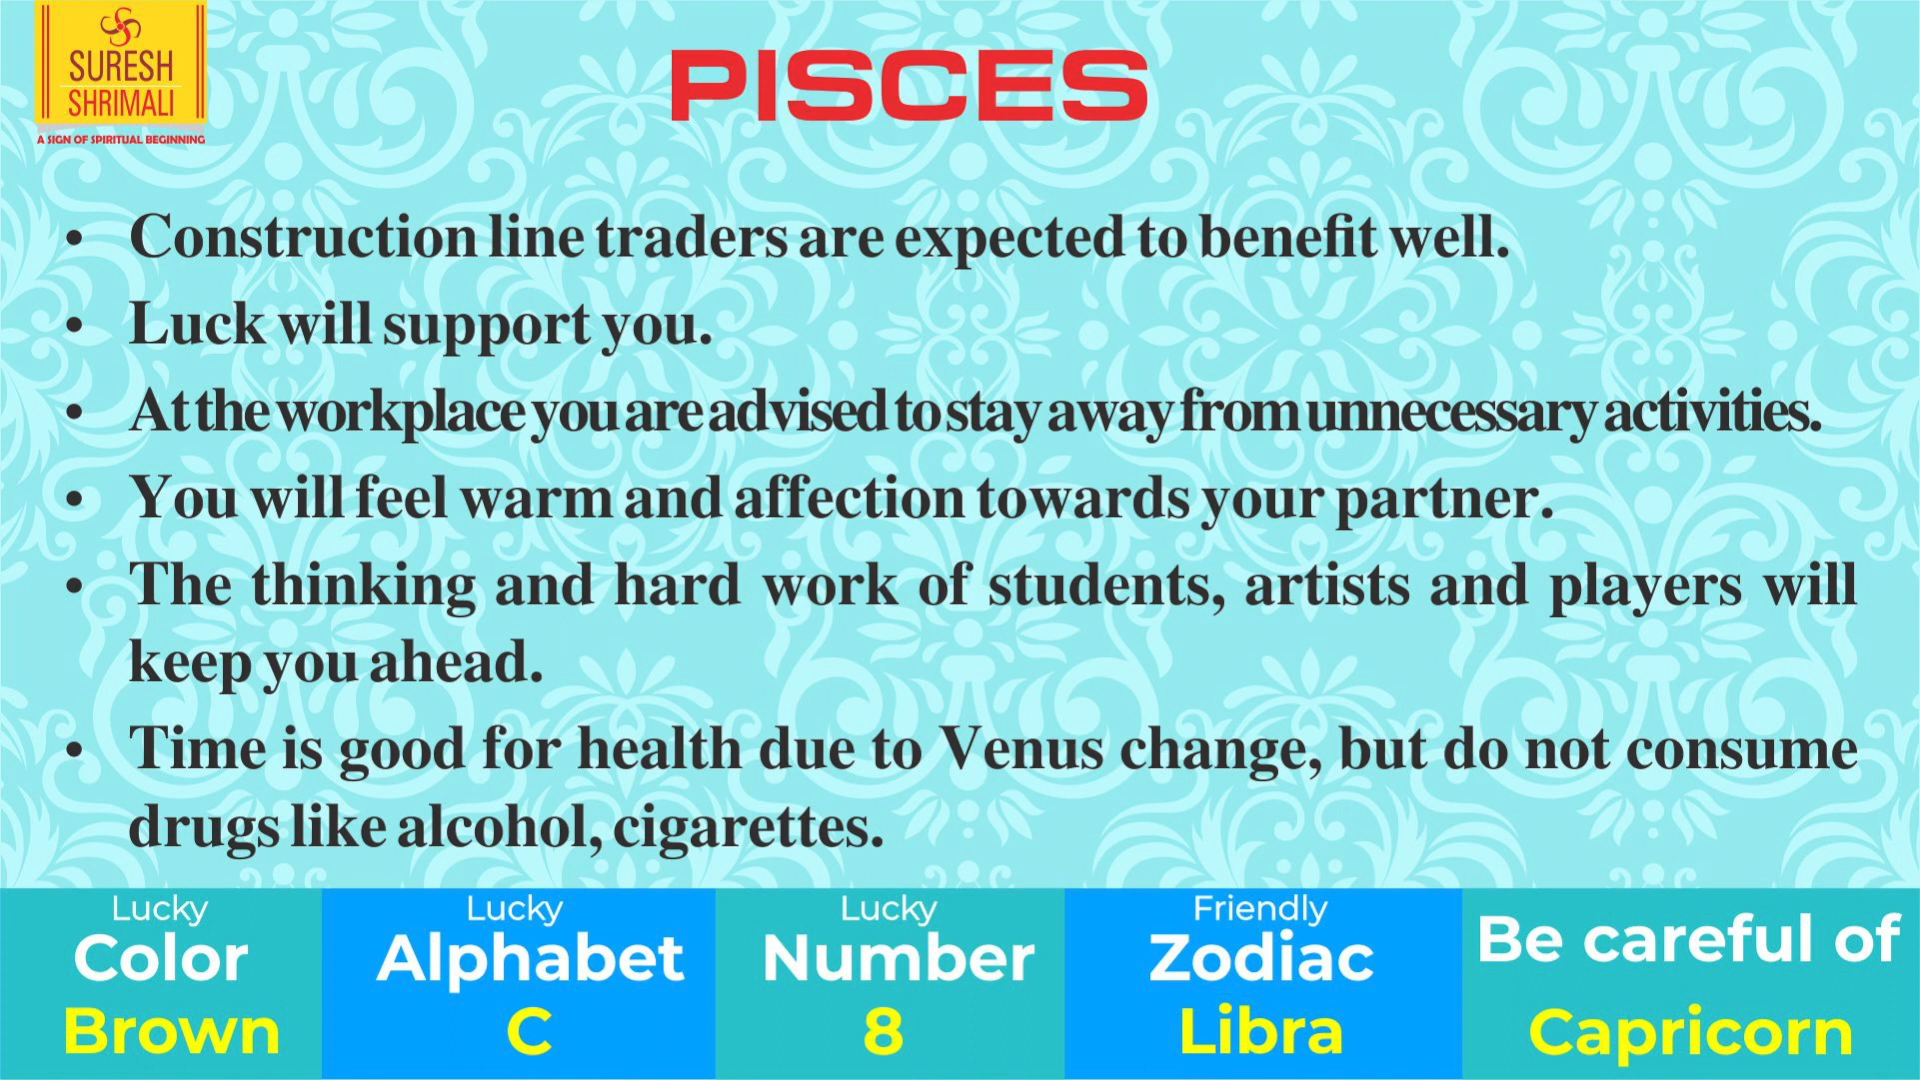 SURESH
SHRIMALI
A SIGN OF SPIRITUAL BEGINNING
PISCES
• Construction line traders are expected to benefit well.
• Luck will support you.
• At the workplace you are advised to stay away from unnecessary activities.
• You will feel warm and affection towards your partner.
• The thinking and hard work of students, artists and players will
keep you ahead.
• Time is good for health due to Venus change, but do not consume
drugs like alcohol, cigarettes.
Lucky
Color
Brown
Lucky
Alphabet
C
Lucky
Number
8
Friendly
Zodiac
Libra
Be careful of
Capricorn